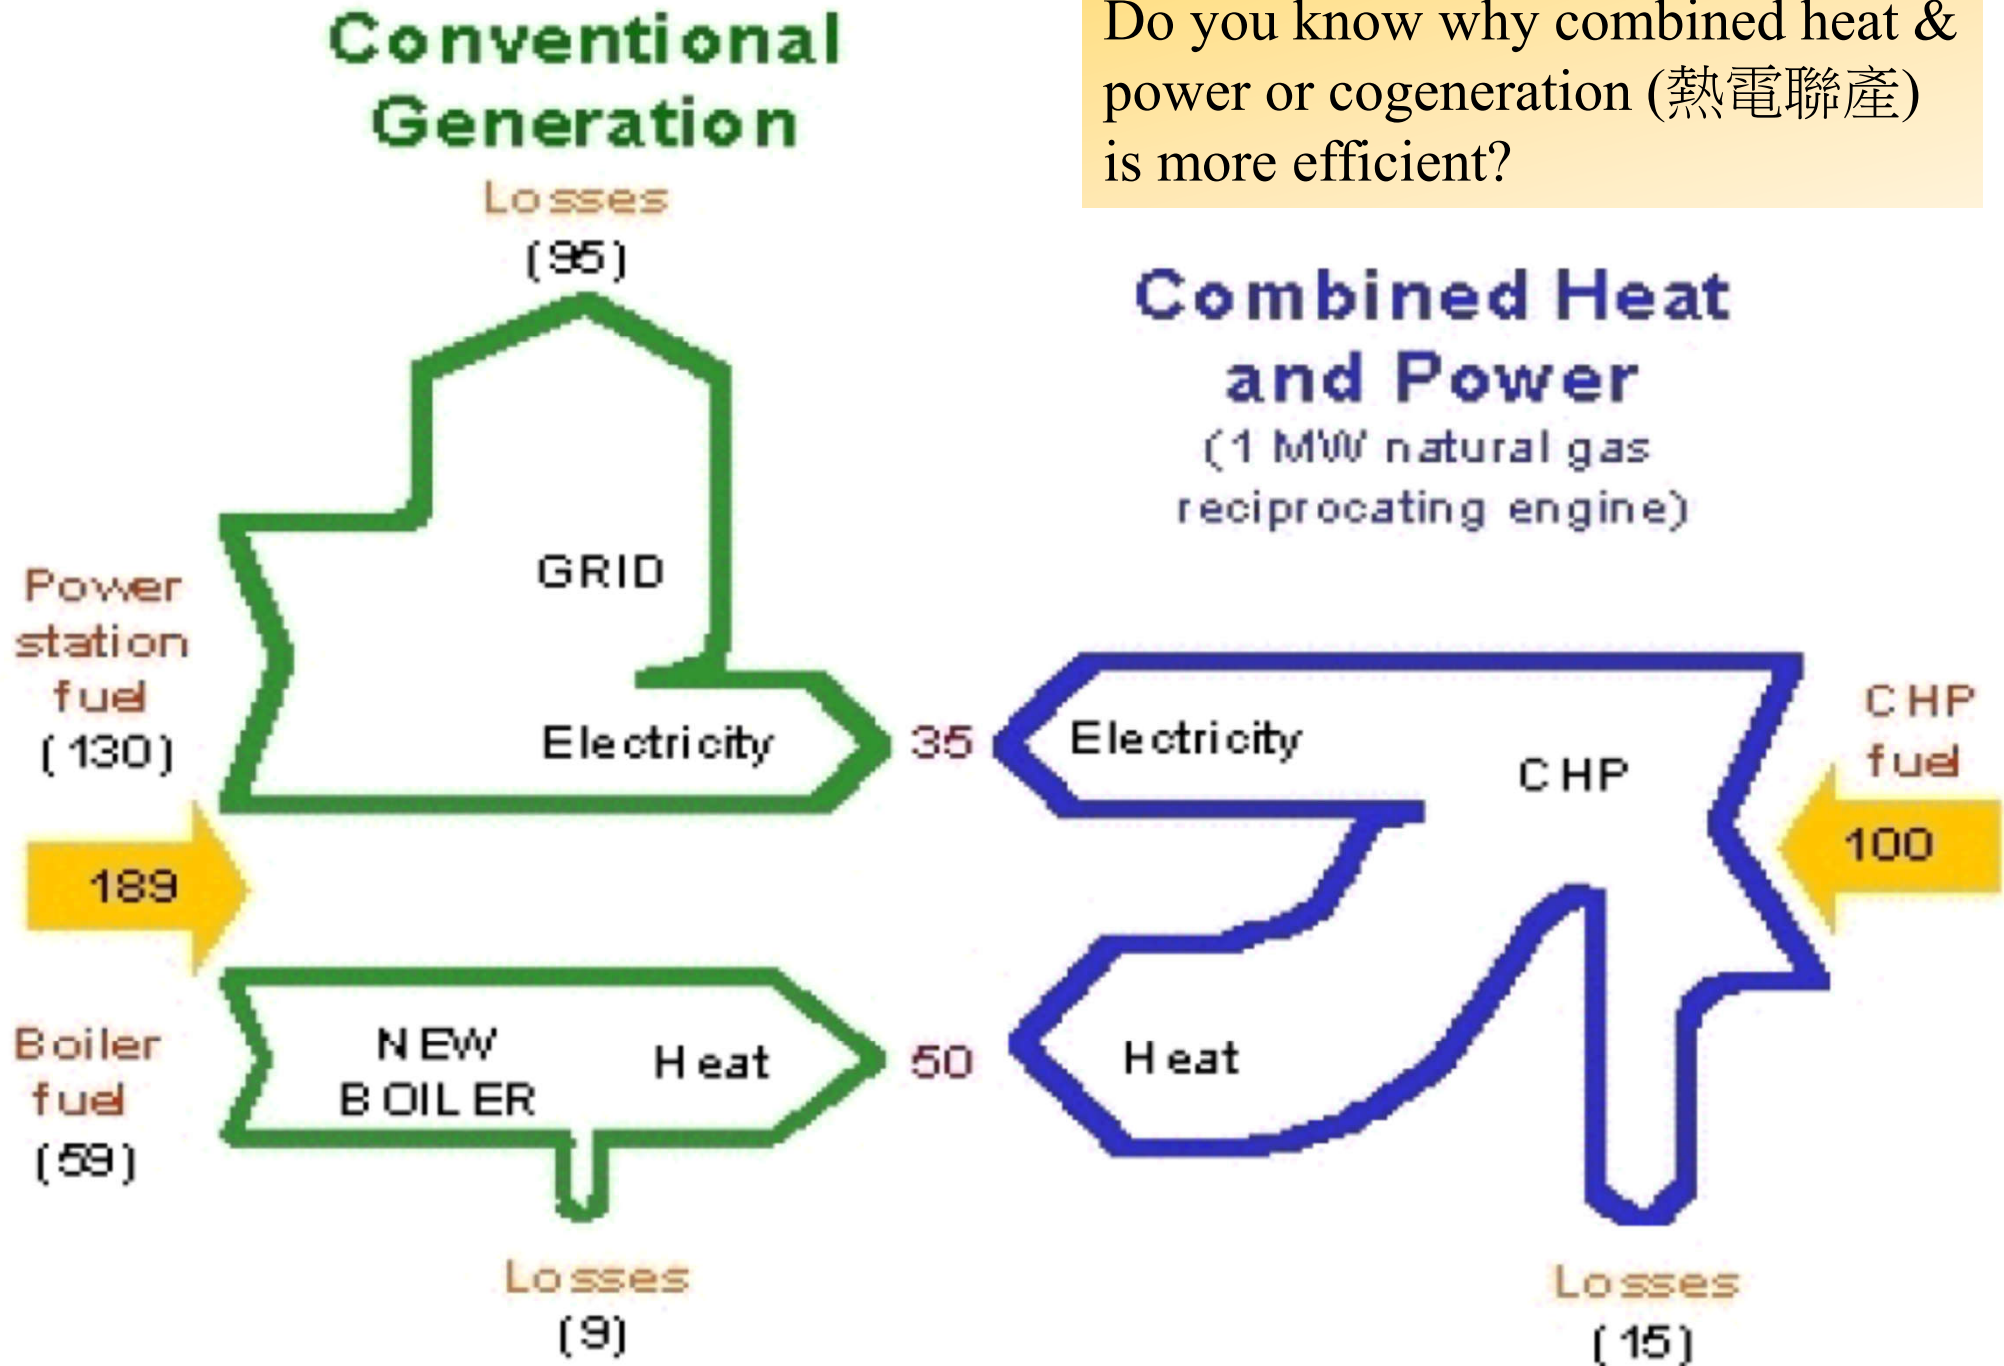 Conventional
Generation
Losses
(95)
Do you know why combined heat &
power or cogeneration (熱電聯產)
is more efficient?
Combined Heat
and Power
(1 MW natural gas
reciprocating engine)
GRID
Power
station
fuel
(130)
Electricity
35
Electricity
CHP
CHP
fuel
189
100
Boiler
fuel
(59)
NEW
BOILER
Heat
50
Heat
Losses
(9)
Losses
(15)